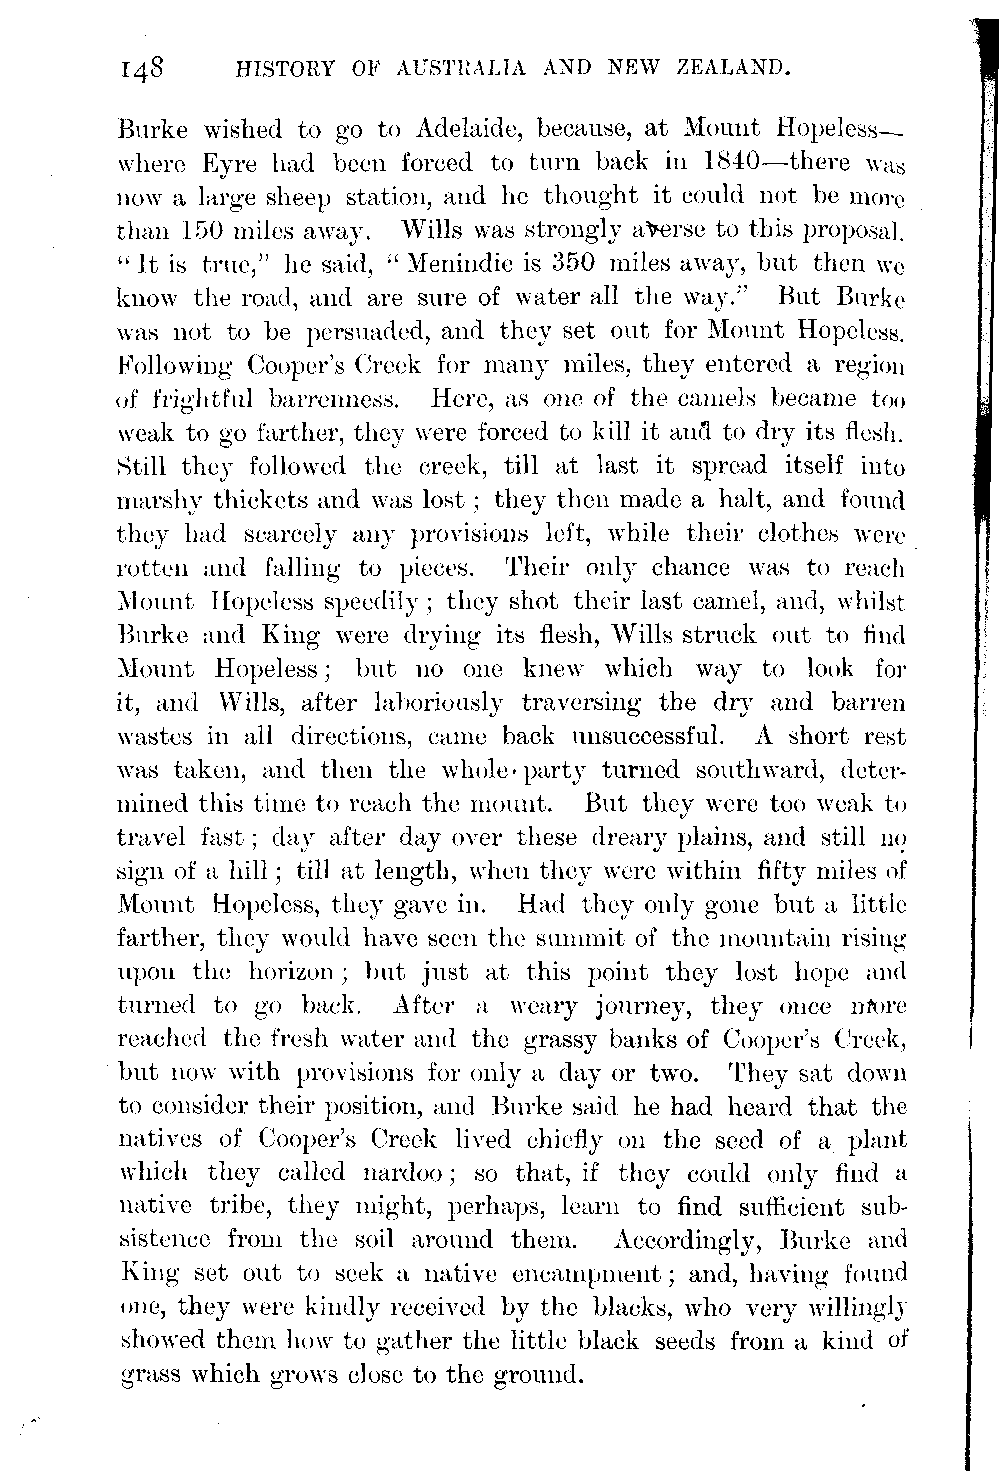 148 HISTORY OF AUSTRALIA AND NEW ZEALAND.
Burke wished to go to Adelaide, because, at Mount Hopeless—
where Eyre had been forced to turn back in 1840—there was
now a large sheep station, and he thought it could not be more
than 150 miles away. Wills was strongly averse to this proposal.
“It is true,” he said, “Menindie is 350 miles away, but then we
know the road, and are sure of water all the way.” But Burke
was not to be persuaded, and they set out for Mount Hopeless.
Following Cooper's Creek for many miles, they entered a region
of frightful barrenness. Here, as one of the camels became too
weak to go farther, they were forced to kill it and to dry its flesh.
Still they followed the creek, till at last it spread itself into
marshy thickets and was lost; they then made a halt, and found
they had scarcely any provisions left, while their clothes were
rotten and falling to pieces. Their only chance was to reach
Mount Hopeless speedily; they shot their last camel, and, whilst
Burke and King were drying its flesh, Wills struck out to find
Mount Hopeless; but no one knew which way to look for
it, and Wills, after laboriously traversing the dry and barren
wastes in all directions, came back unsuccessful. A short rest
was taken, and then the whole party turned southward, deter-
mined this time to reach the mount. But they were too weak to
travel fast; day after day over these dreary plains, and still no
sign of a hill; till at length, when they were within fifty miles of
Mount Hopeless, they gave in. Had they only gone but a little
farther, they would have seen the summit of the mountain rising
upon the horizon; but just at this point they lost hope and
turned to go back. After a weary journey, they once more
reached the fresh water and the grassy banks of Cooper's Creek,
but now with provisions for only a day or two. They sat down
to consider their position, and Burke said he had heard that the
natives of Cooper's Creek lived chiefly on the seed of a plant
which they called nardoo; so that, if they could only find a
native tribe, they might, perhaps, learn to find sufficient sub-
sistence from the soil around them. Accordingly, Burke and
King set out to seek a native encampment; and, having found
one, they were kindly received by the blacks, who very willingly
showed them how to gather the little black seeds from a kind of
grass which grows close to the ground.